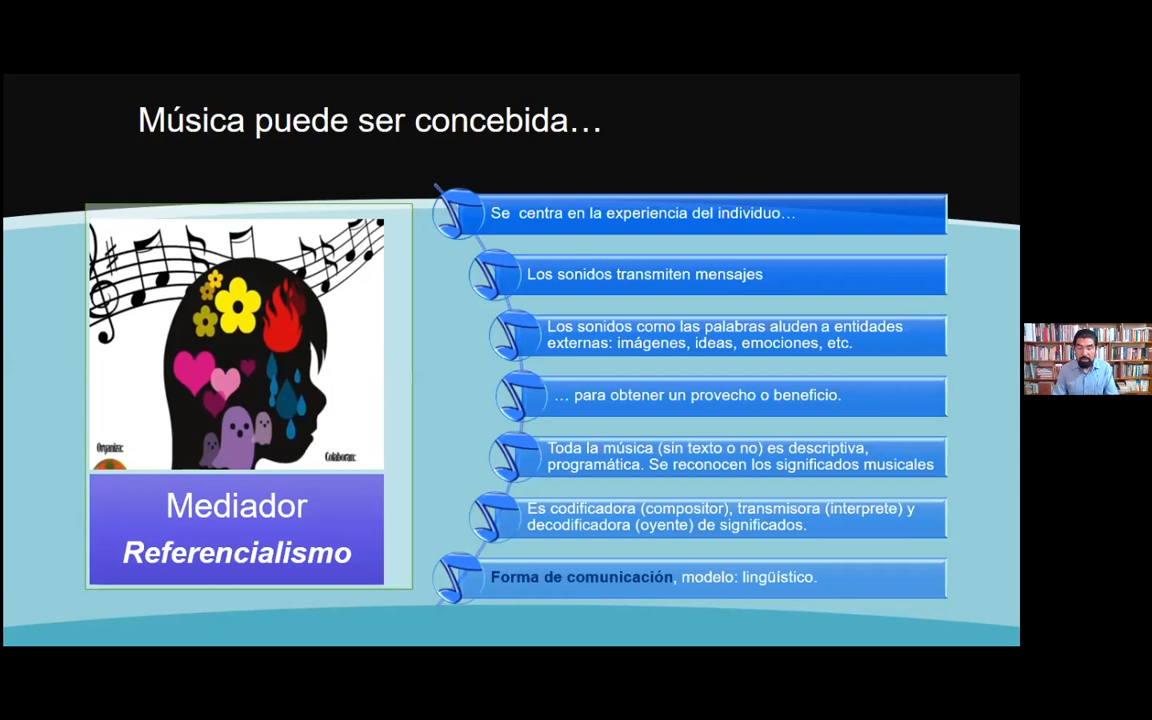 Música puede ser concebida…
Se centra en la experiencia del individuo…
Los sonidos transmiten mensajes
Los sonidos como las palabras aluden a entidades
externas: imágenes, ideas, emociones, etc.
… para obtener un provecho o beneficio.
Toda la música (sin texto o no) es descriptiva,
programática. Se reconocen los significados musicales
Es codificadora (compositor), transmisora (interprete) y
decodificadora (oyente) de significados.
Forma de comunicación, modelo: lingüístico.
Organiza:
Colaboran:
Mediador
Referencialismo